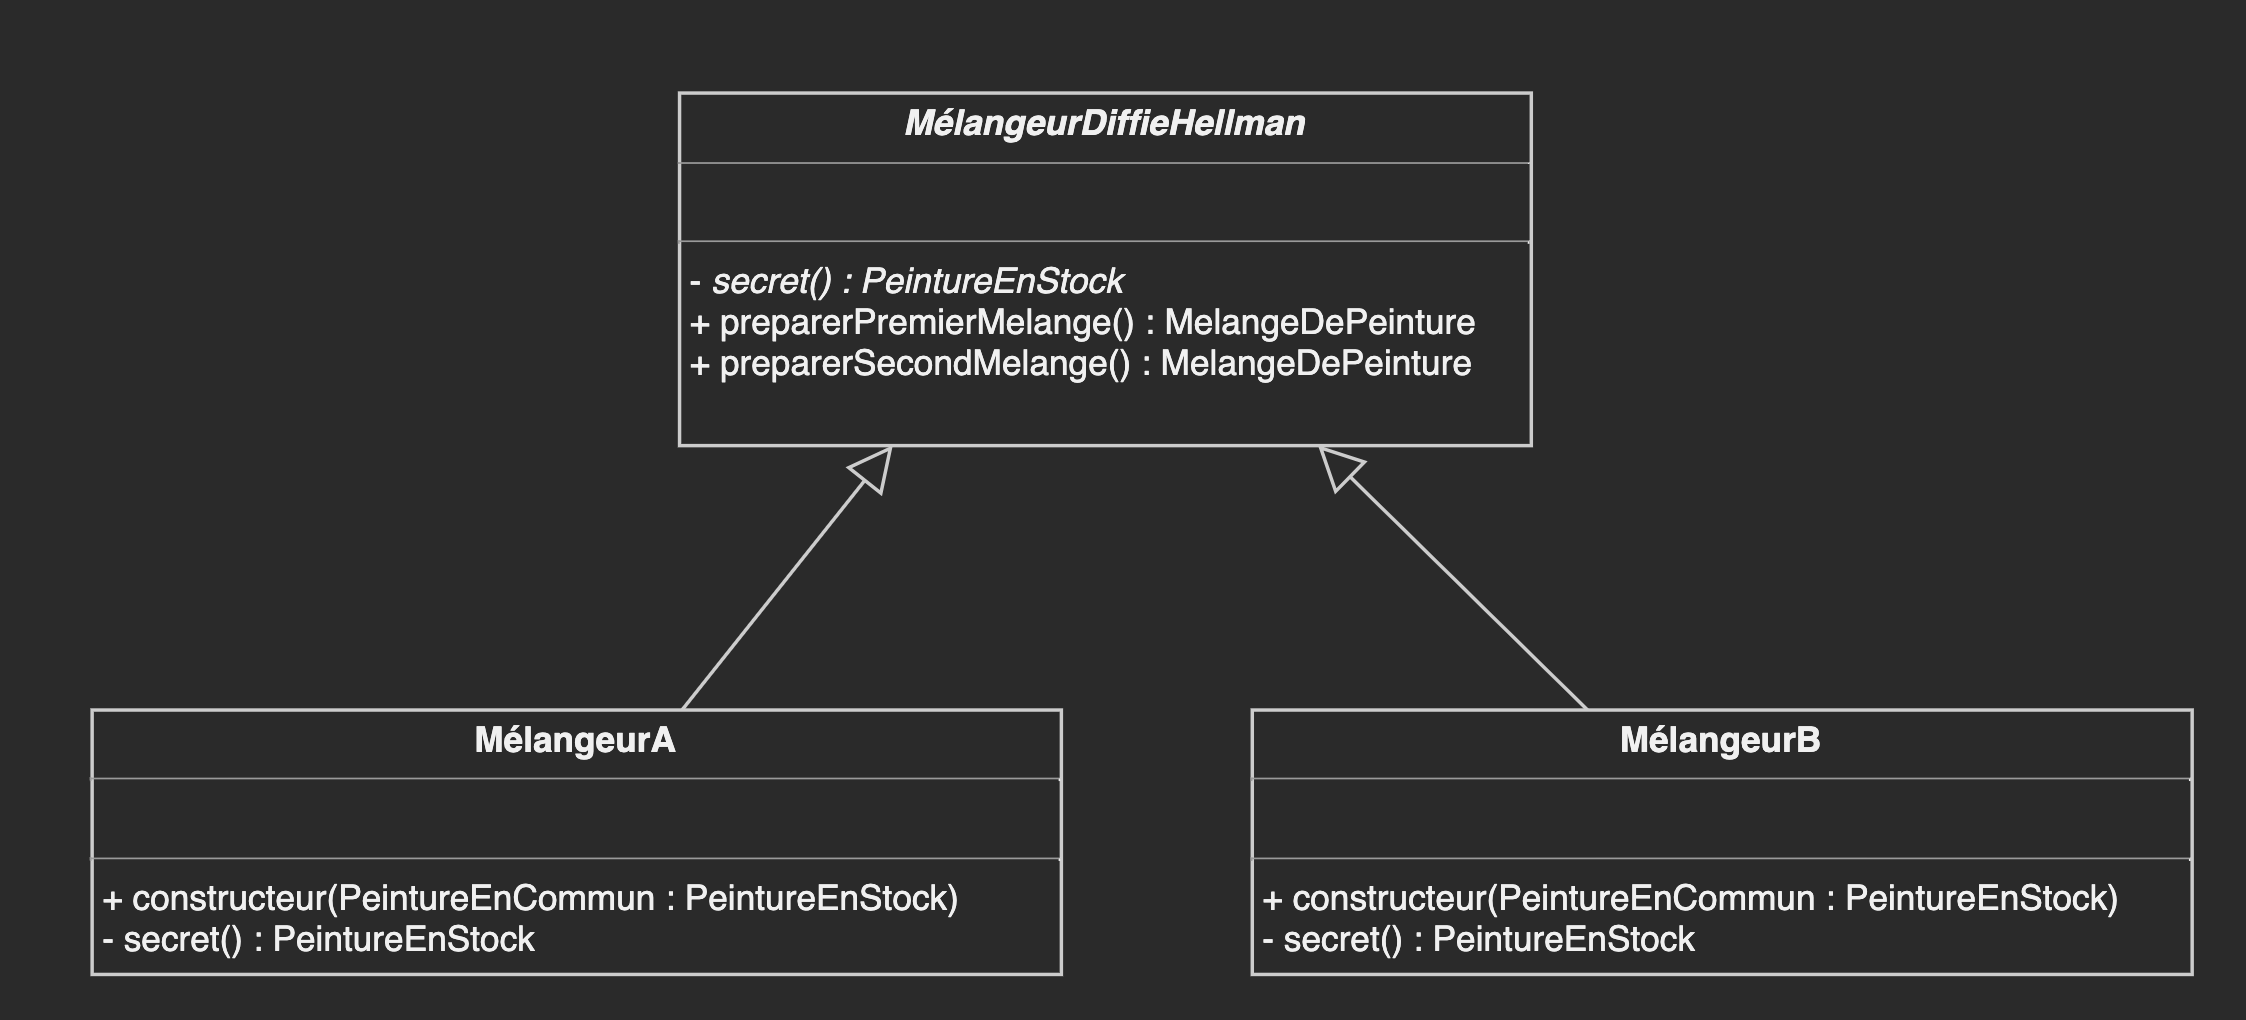 MélangeurDiffieHellman
- secret() : PeintureEnStock
+ preparerPremierMelange() : MelangeDePeinture
+ preparerSecondMelange() : MelangeDePeinture
MélangeurA
+ constructeur(PeintureEnCommun : PeintureEnStock)
- secret() : PeintureEnStock
MélangeurB
+ constructeur(PeintureEnCommun : PeintureEnStock)
- secret() : PeintureEnStock